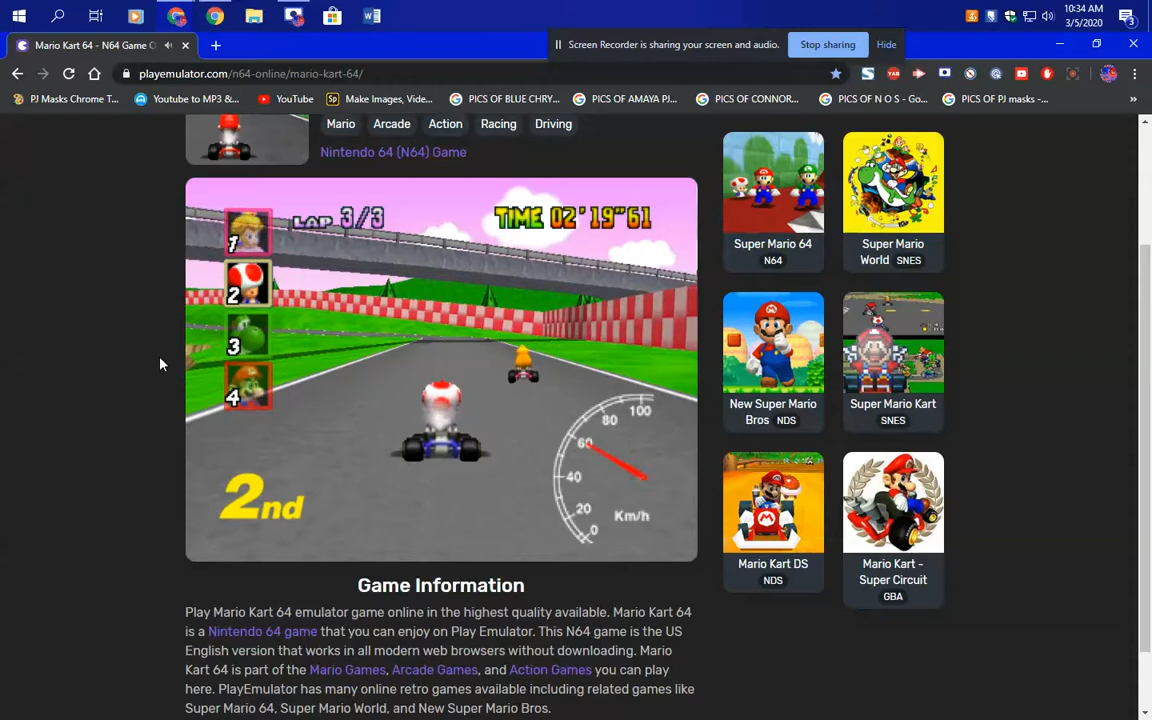 10:34 AM
3/5/2020
3
Mario Kart 64 - N64 Game O
Screen Recorder is sharing your screen and audio.
Stop sharing
Hide
playemulator.com/n64-online/mario-kart-64/
PJ Masks Chrome T...
Youtube to MP3 &...
YouTube
Make Images, Vide...
PICS OF BLUE CHRY...
PICS OF AMAYA PJ...
PICS OF CONNOR...
PICS OF N O S - Go...
PICS OF PJ masks -...
Mario
Arcade
Action
Racing
Driving
Nintendo 64 (N64) Game
LAP 3/3
TIME 02'19"61
1
2
3
4
2nd
100
80
60
40
20
0
Km/h
Super Mario 64
N64
Super Mario
World SNES
New Super Mario
Bros NDS
Super Mario Kart
SNES
Mario Kart DS
NDS
Mario Kart -
Super Circuit
GBA
Game Information
Play Mario Kart 64 emulator game online in the highest quality available. Mario Kart 64
is a Nintendo 64 game that you can enjoy on Play Emulator. This N64 game is the US
English version that works in all modern web browsers without downloading. Mario
Kart 64 is part of the Mario Games, Arcade Games, and Action Games you can play
here. PlayEmulator has many online retro games available including related games like
Super Mario 64, Super Mario World, and New Super Mario Bros.